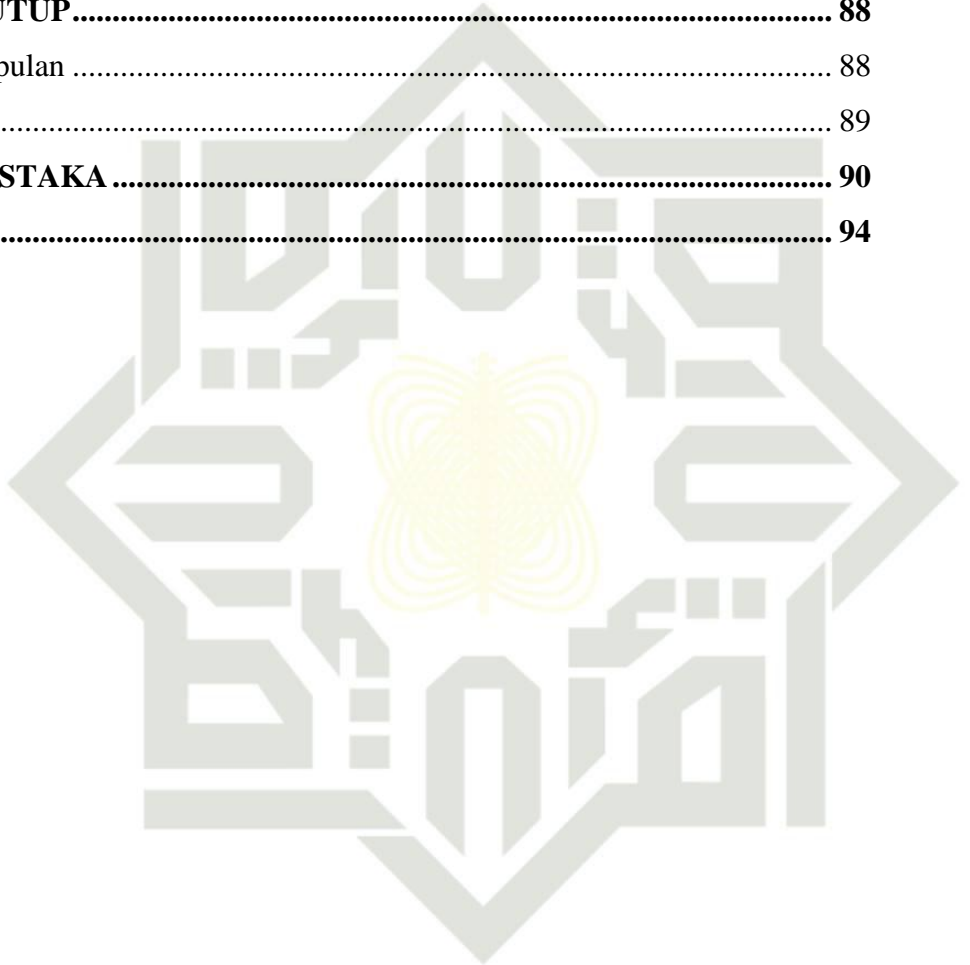 UTUP........................................................................................... 88
pulan ............................................................................................... 88
........................................................................................................ 89
STAKA .......................................................................................... 90
........................................................................................................ 94